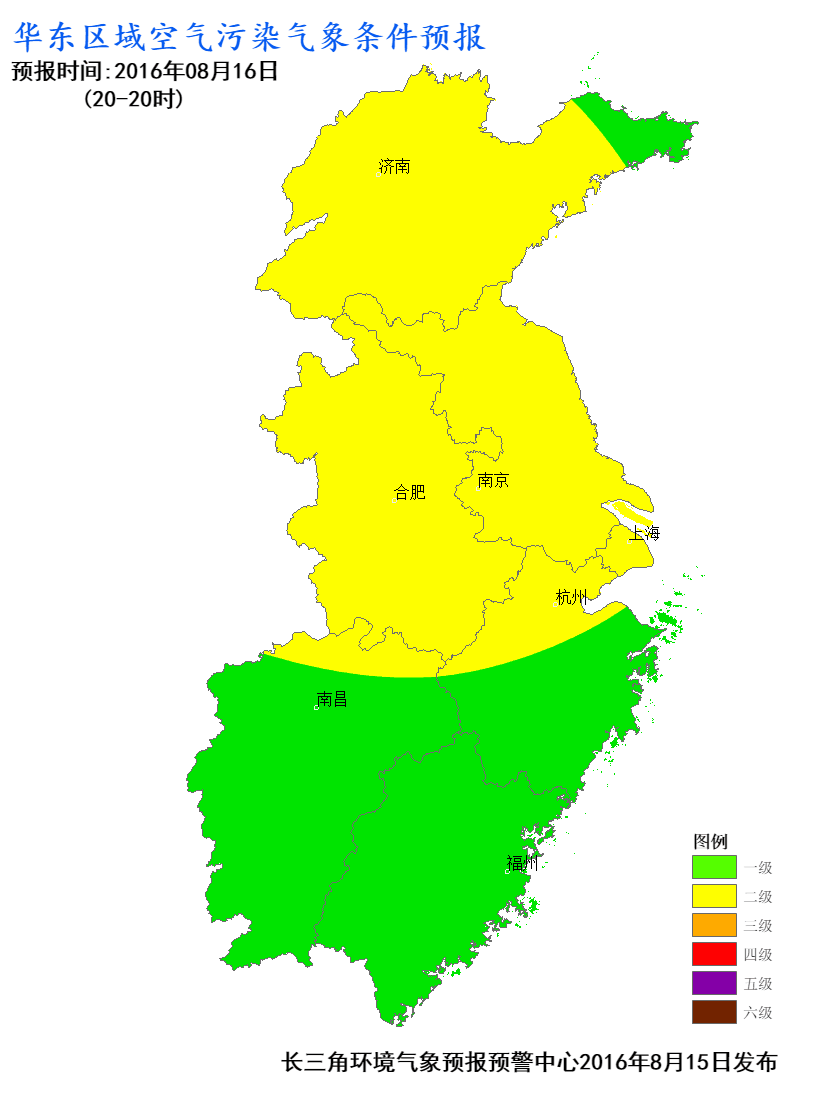 华东区域空气污染气象条件预报
预报时间:2016年08月16日
(20-20时)
济南
南京
合肥
上海
杭州
南昌
福州
图例
一级
二级
三级
四级
五级
六级
长三角环境气象预报预警中心2016年8月15日发布